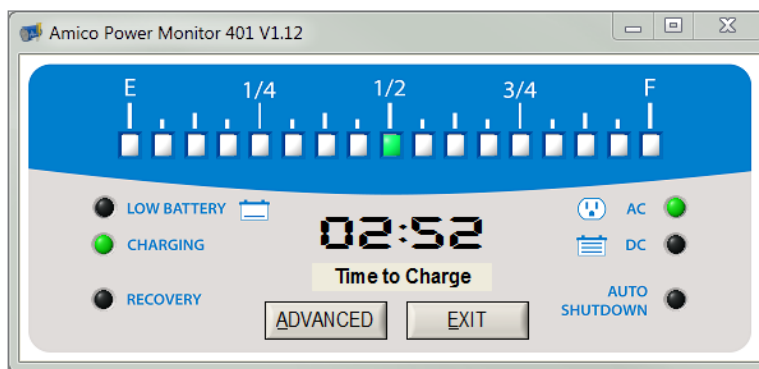 Amico Power Monitor 401 V1.12
E 1/4 1/2 3/4 F
LOW BATTERY
CHARGING
RECOVERY
02:52
Time to Charge
ADVANCED EXIT
AC
DC
AUTO
SHUTDOWN